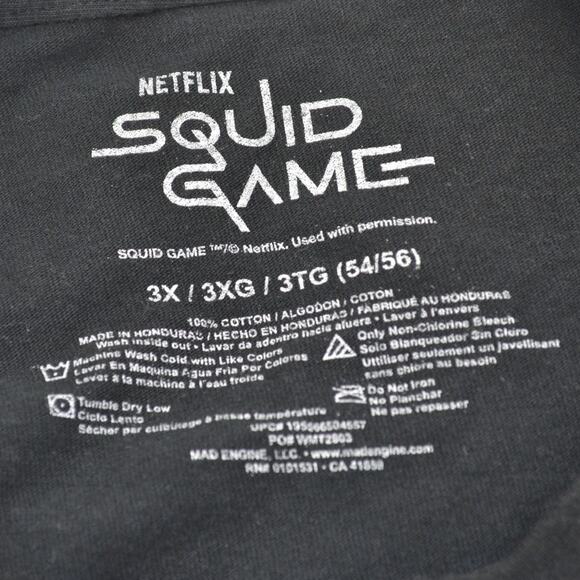 NETFLIX
SQUID
GAME
SQUID GAME ™/© Netflix. Used with permission.
3X / 3XG / 3TG (54/56)
100% COTTON / ALGODON / COTON
MADE IN HONDURAS / HECHO EN HONDURAS / FABRIQUÉ AU HONDURAS
Wash inside out • Lavar da adentro hacia afuera • Laver à l'envers
Machine Wash Cold with Like Colors
Lavar En Maquina Agua Fria Por Colores
Laver à la machine à l'eau froide
Only Non-Chlorine Bleach
Solo Blanqueador Sin Cloro
Utiliser seulement un javellisant
sans chlore au besoin
Tumble Dry Low
Ciclo Lento
Sécher par culbutage à basse température
Do Not Iron
No Planchar
Ne pas repasser
UPC# 195566504557
PO# WMT2803
MAD ENGINE, LLC. • www.madengine.com
RN# 0101531 - CA 41659